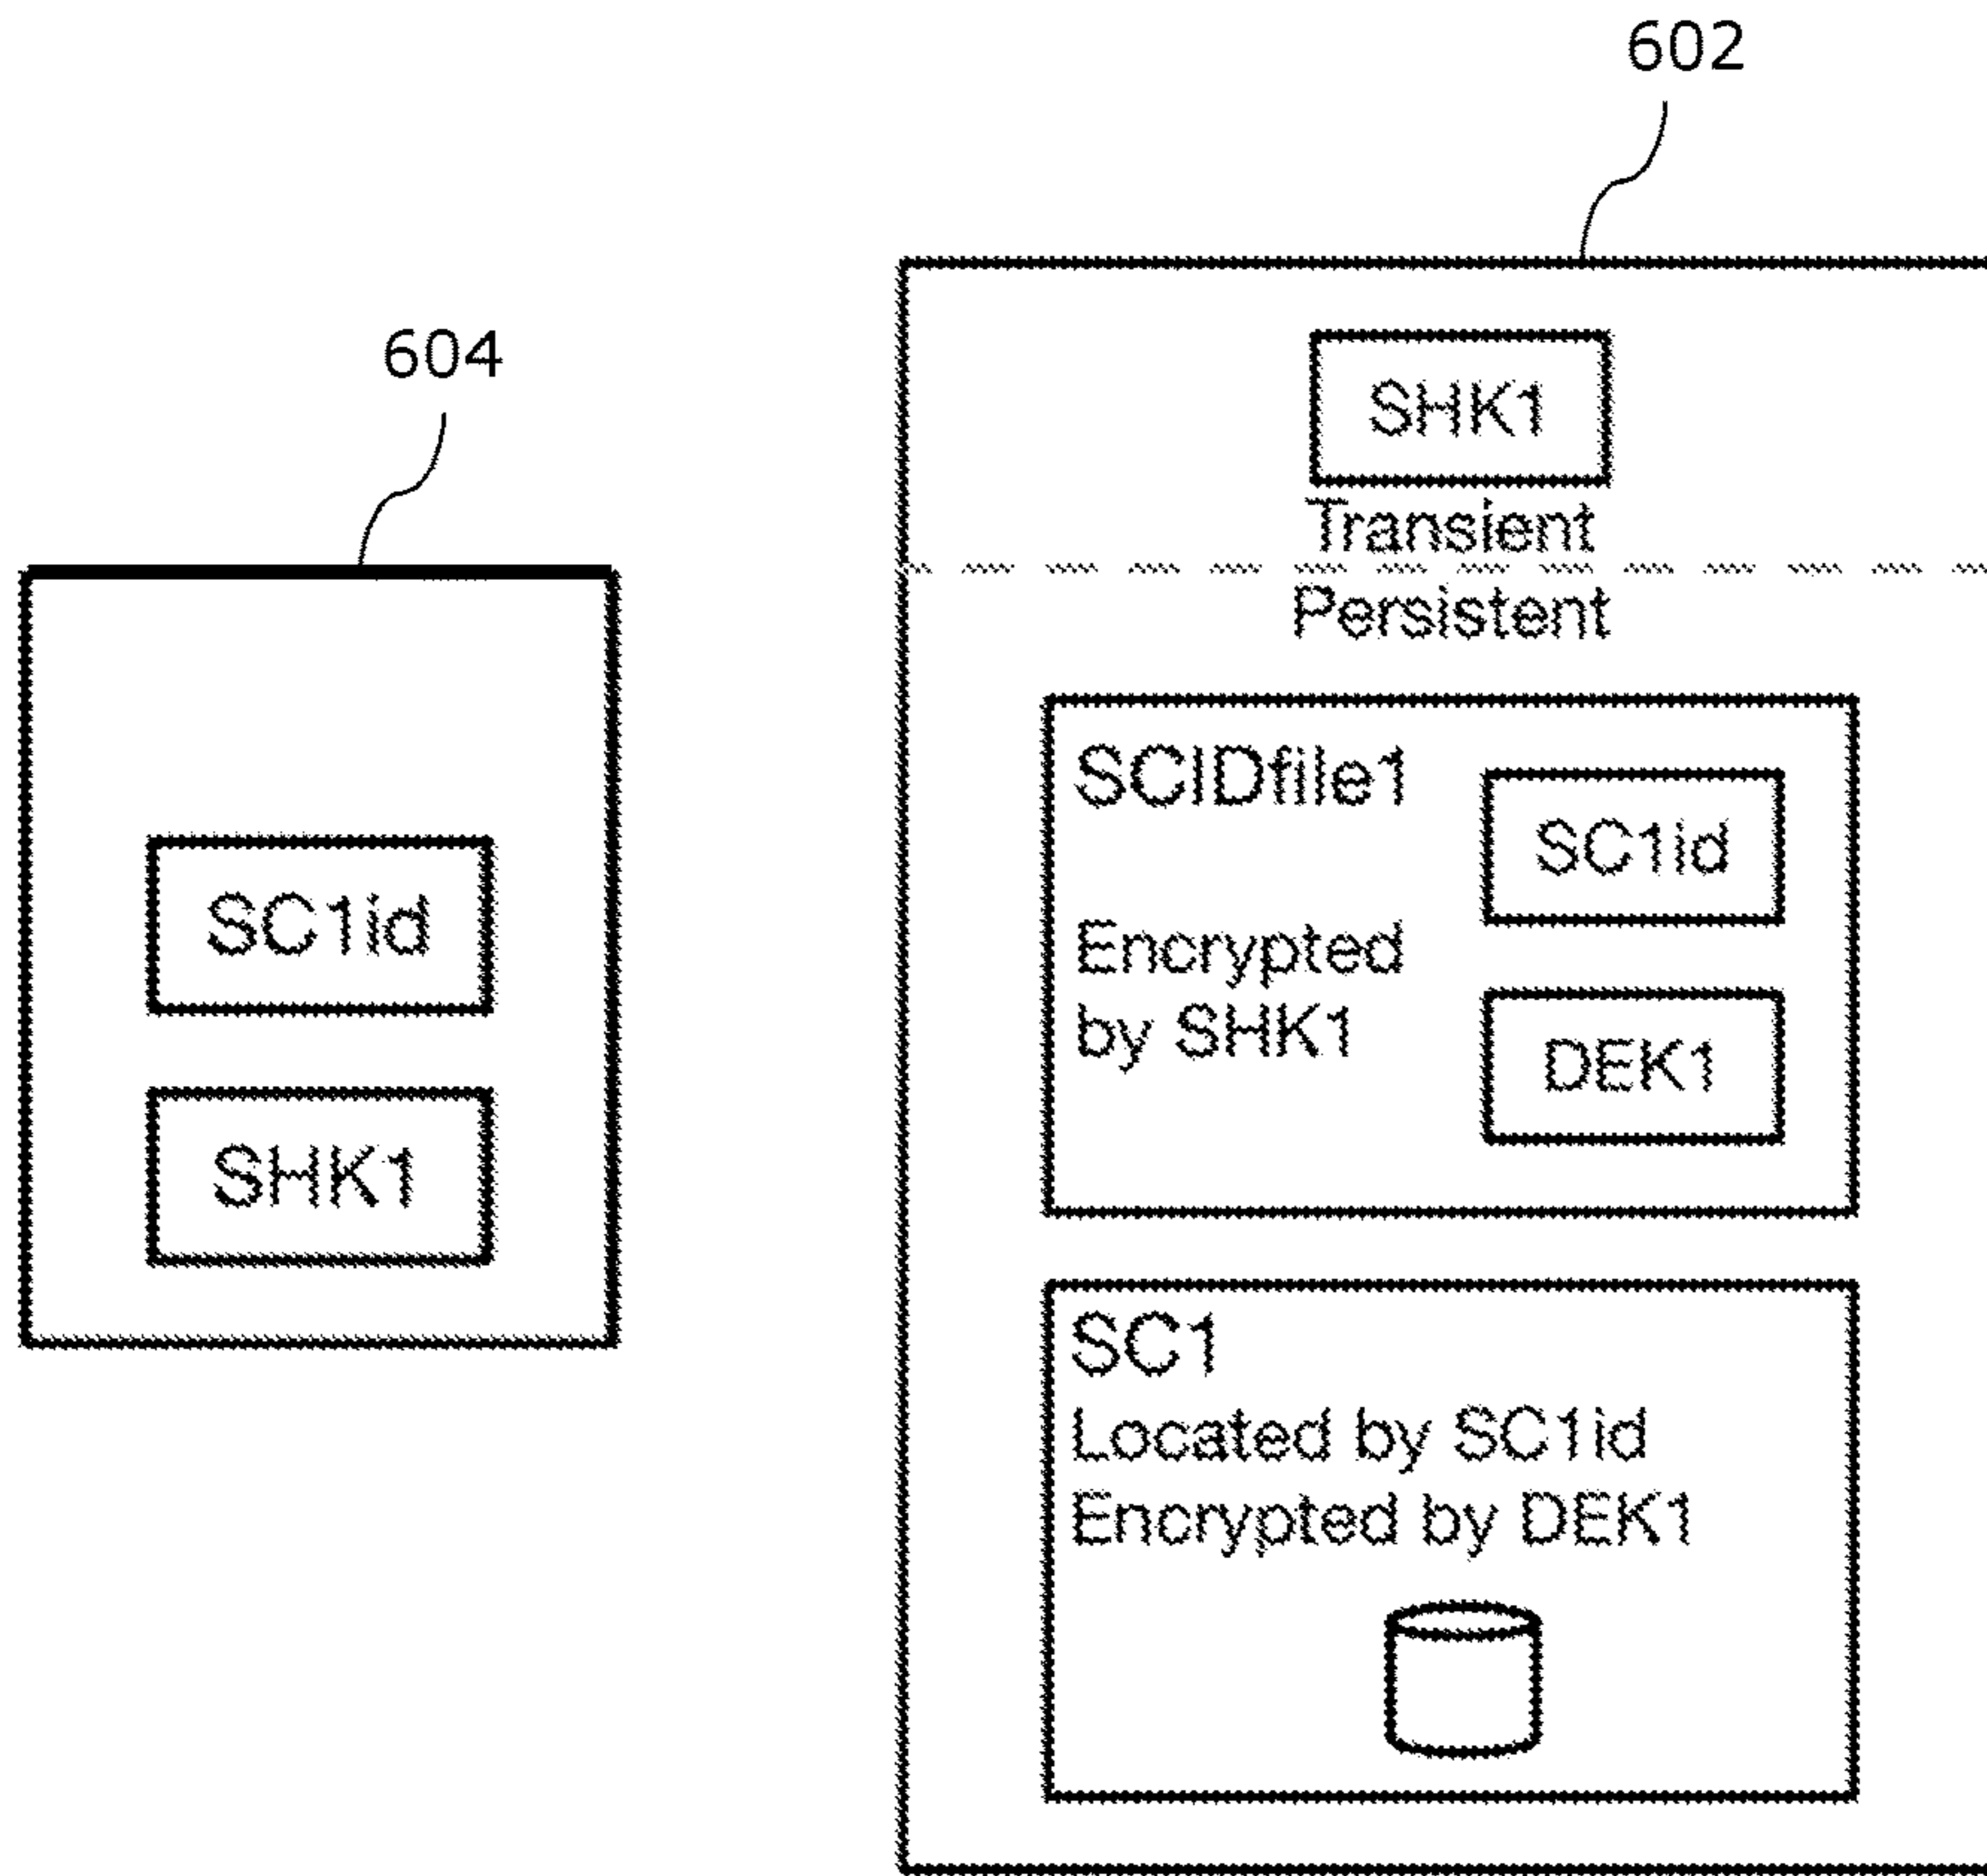 602
604
SHK1
Transient
Persistent
SCIDfile1
SC1id
Encrypted
by SHK1
DEK1
SC1id
SHK1
SC1
Located by SC1id
Encrypted by DEK1